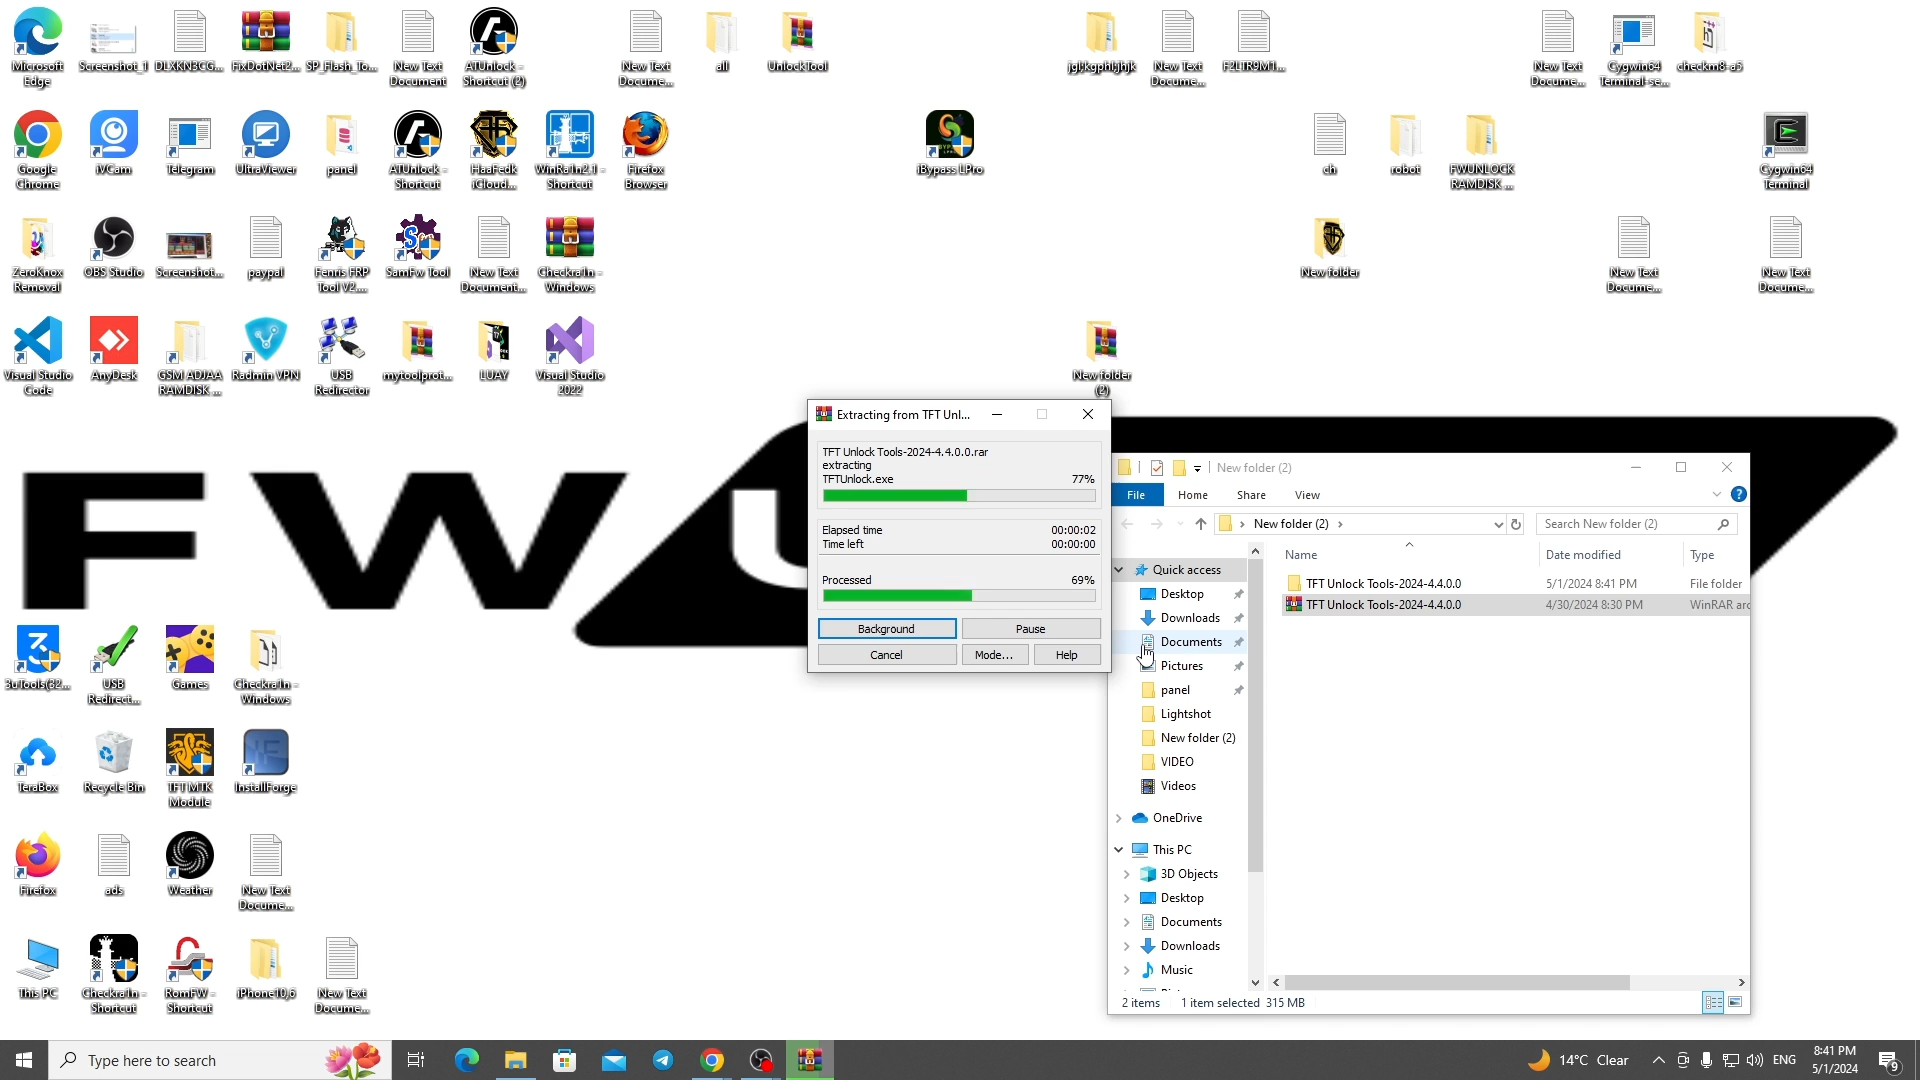 Microsoft
Edge
Screenshot_1
DLXKN3CG...
FixDotNet2...
SP_Flash_To...
New Text
Document
ATUnlock -
Shortcut (2)
New Text
Docume...
all
UnlockTool
jgl;kgphl;jhjk
New Text
Docume...
F2LTR9M1...
New Text
Docume...
Cygwin64
Terminal-se...
checkm8-a5
Google
Chrome
iVCam
Telegram
UltraViewer
panel
ATUnlock -
Shortcut
HaaFedk
iCloud...
WinRa1n2.1 -
Shortcut
Firefox
Browser
iBypass LPro
ch
robot
FWUNLOCK
RAMDISK ...
Cygwin64
Terminal
ZeroKnox
Removal
OBS Studio
Screenshot...
paypal
Fenris FRP
Tool V2....
SamFw Tool
New Text
Document...
Checkra1n -
Windows
New folder
New Text
Docume...
New Text
Docume...
Visual Studio
Code
AnyDesk
GSM ADJAA
RAMDISK ...
Radmin VPN
USB
Redirector
mytoolprot...
LUAY
Visual Studio
2022
New folder
(2)
FW
Extracting from TFT Unl...
TFT Unlock Tools-2024-4.4.0.0.rar
extracting
TFTUnlock.exe 77%
Elapsed time 00:00:02
Time left 00:00:00
Processed 69%
Background Pause
Cancel Mode... Help
New folder (2)
File Home Share View
New folder (2)
Search New folder (2)
Name Date modified Type
TFT Unlock Tools-2024-4.4.0.0 5/1/2024 8:41 PM File folder
TFT Unlock Tools-2024-4.4.0.0 4/30/2024 8:30 PM WinRAR arc
Quick access
Desktop
Downloads
Documents
Pictures
panel
Lightshot
New folder (2)
VIDEO
Videos
OneDrive
This PC
3D Objects
Desktop
Documents
Downloads
Music
2 items 1 item selected 315 MB
3uTools(32...
USB
Redirect...
Games
Checkra1n -
Windows
TeraBox
Recycle Bin
TFT MTK
Module
InstallForge
Firefox
ads
Weather
New Text
Docume...
This PC
Checkra1n -
Shortcut
RomFW -
Shortcut
iPhone10,6
New Text
Docume...
Type here to search
14°C Clear
ENG
8:41 PM
5/1/2024
9